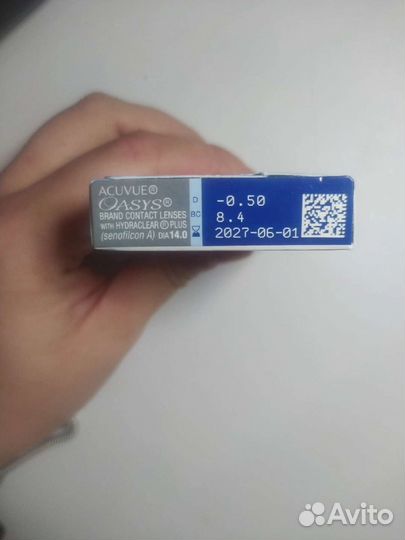 ACUVUE®
OASYS®
BRAND CONTACT LENSES
WITH HYDRACLEAR® PLUS
(senofilcon A) DIA 14.0
D -0.50
BC 8.4
2027-06-01
Avito